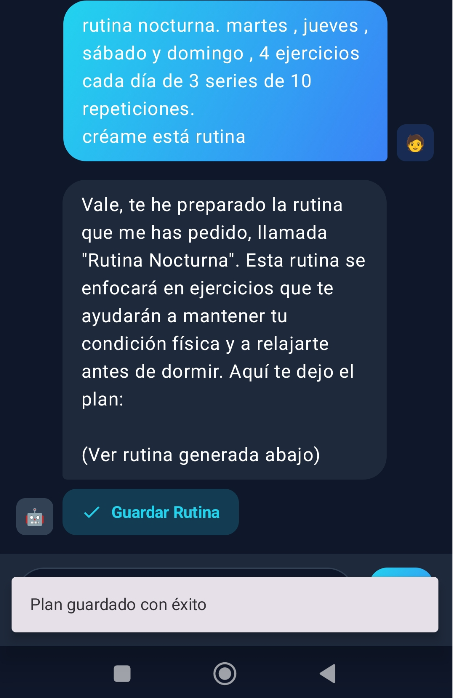 rutina nocturna. martes , jueves ,
sábado y domingo , 4 ejercicios
cada día de 3 series de 10
repeticiones.
créame está rutina
Vale, te he preparado la rutina
que me has pedido, llamada
"Rutina Nocturna". Esta rutina se
enfocará en ejercicios que te
ayudarán a mantener tu
condición física y a relajarte
antes de dormir. Aquí te dejo el
plan:
(Ver rutina generada abajo)
Guardar Rutina
Plan guardado con éxito